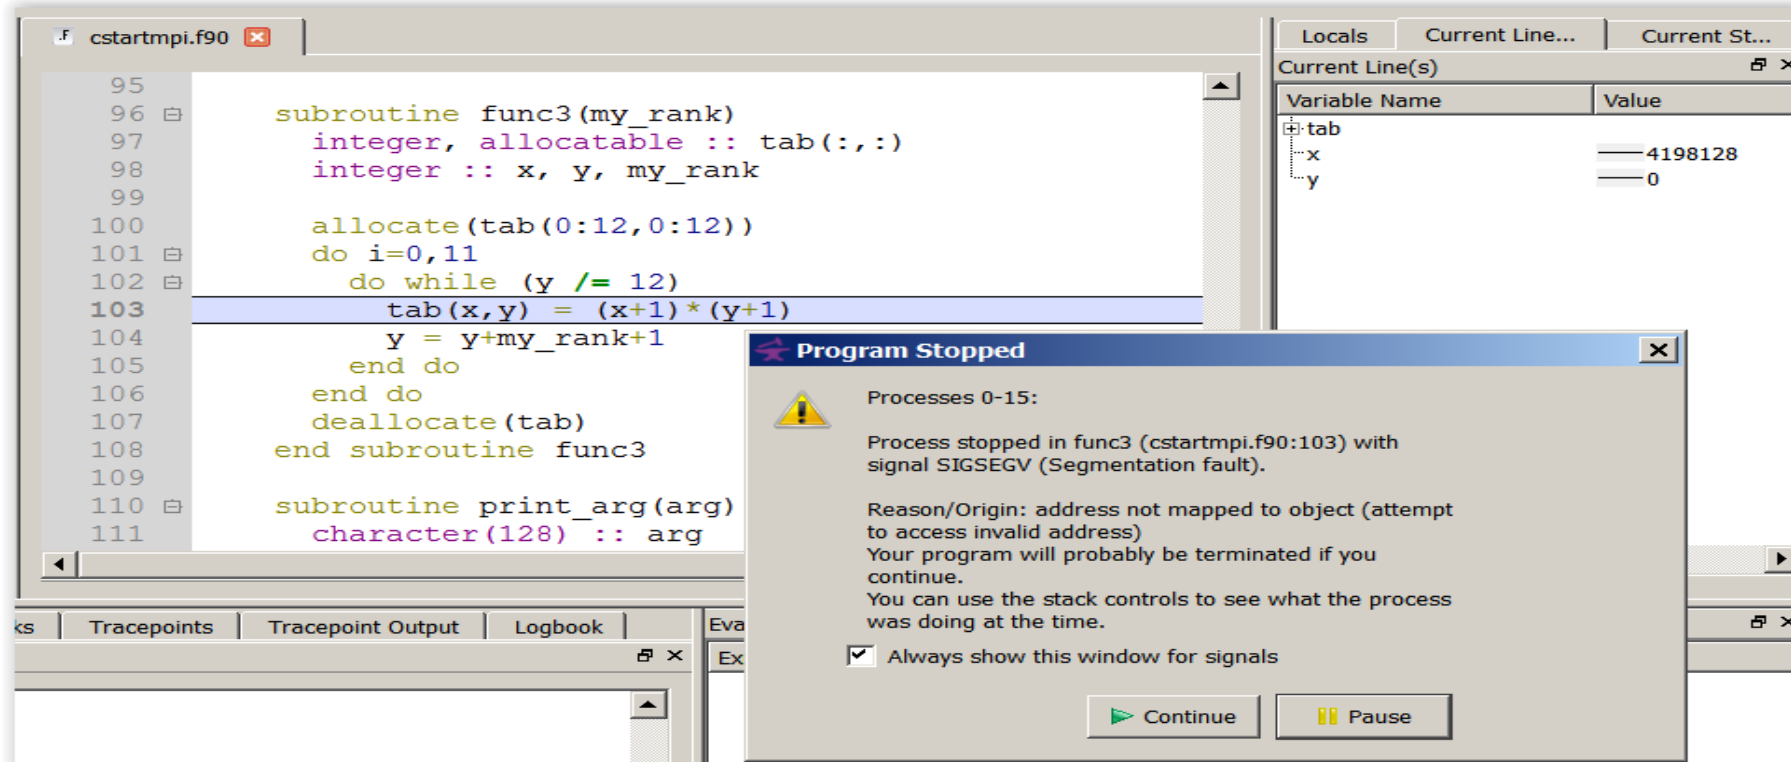 .F cstartmpi.f90
95
96 subroutine func3(my_rank)
97 integer, allocatable :: tab(:,:)
98 integer :: x, y, my_rank
99
100 allocate(tab(0:12,0:12))
101 do i=0,11
102 do while (y /= 12)
103 tab(x,y) = (x+1)*(y+1)
104 y = y+my_rank+1
105 end do
106 end do
107 deallocate(tab)
108 end subroutine func3
109
110 subroutine print_arg(arg)
111 character(128) :: arg
Locals Current Line... Current St...
Current Line(s)
Variable Name Value
tab
x 4198128
y 0
Program Stopped
Processes 0-15:
Process stopped in func3 (cstartmpi.f90:103) with
signal SIGSEGV (Segmentation fault).
Reason/Origin: address not mapped to object (attempt
to access invalid address)
Your program will probably be terminated if you
continue.
You can use the stack controls to see what the process
was doing at the time.
Always show this window for signals
Continue Pause
ks Tracepoints Tracepoint Output Logbook
Eva
Ex